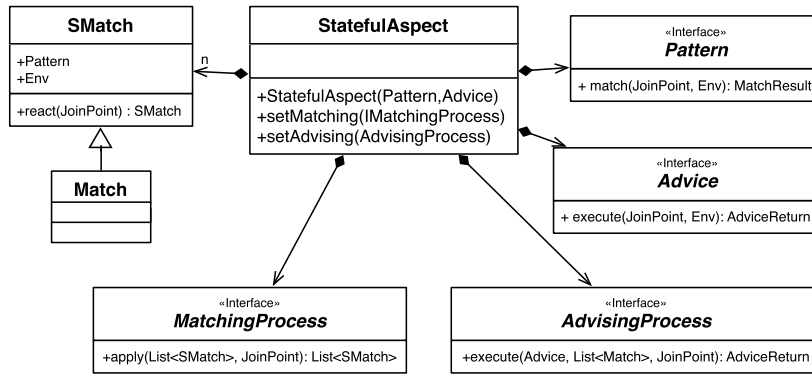 SMatch
+Pattern
+Env
+react(JoinPoint) : SMatch
Match
n
StatefulAspect
+StatefulAspect(Pattern,Advice)
+setMatching(IMatchingProcess)
+setAdvising(AdvisingProcess)
«Interface»
Pattern
+ match(JoinPoint, Env): MatchResult
«Interface»
Advice
+ execute(JoinPoint, Env): AdviceReturn
«Interface»
MatchingProcess
+apply(List<SMatch>, JoinPoint): List<SMatch>
«Interface»
AdvisingProcess
+execute(Advice, List<Match>, JoinPoint): AdviceReturn